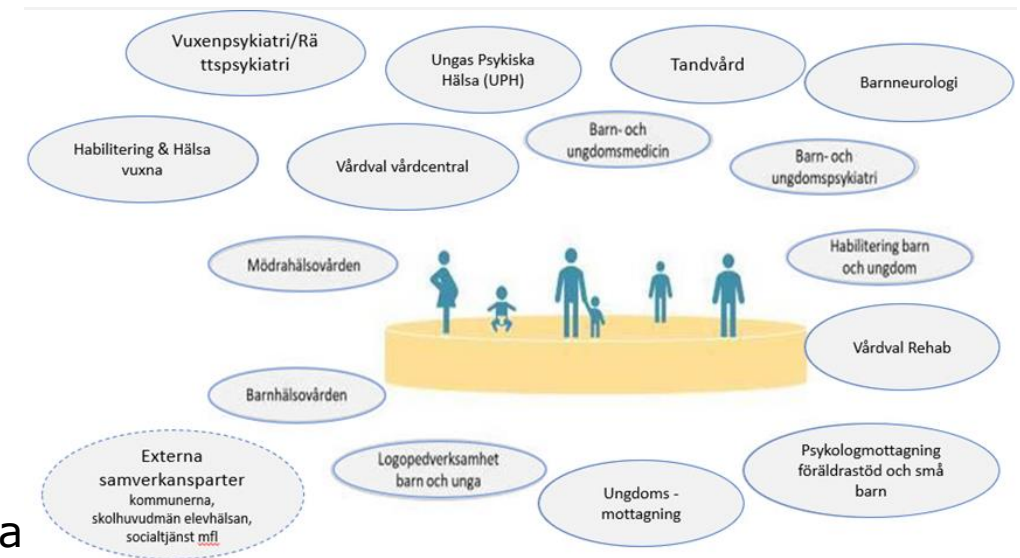 Vuxenpsykiatri/Rä
ttspsykiatri
Ungas Psykiska
Hälsa (UPH)
Tandvård
Barnneurologi
Habilitering & Hälsa
vuxna
Vårdval vårdcentral
Barn- och
ungdomsmedicin
Barn- och
ungdomspsykiatri
Mödrahälsovården
Habilitering barn
och ungdom
Vårdval Rehab
Barnhälsovården
Externa
samverkansparter
kommunerna,
skolhuvudmän elevhälsan,
socialtjänst mfl
Logopedverksamhet
barn och unga
Ungdoms -
mottagning
Psykologmottagning
föräldrastöd och små
barn
a